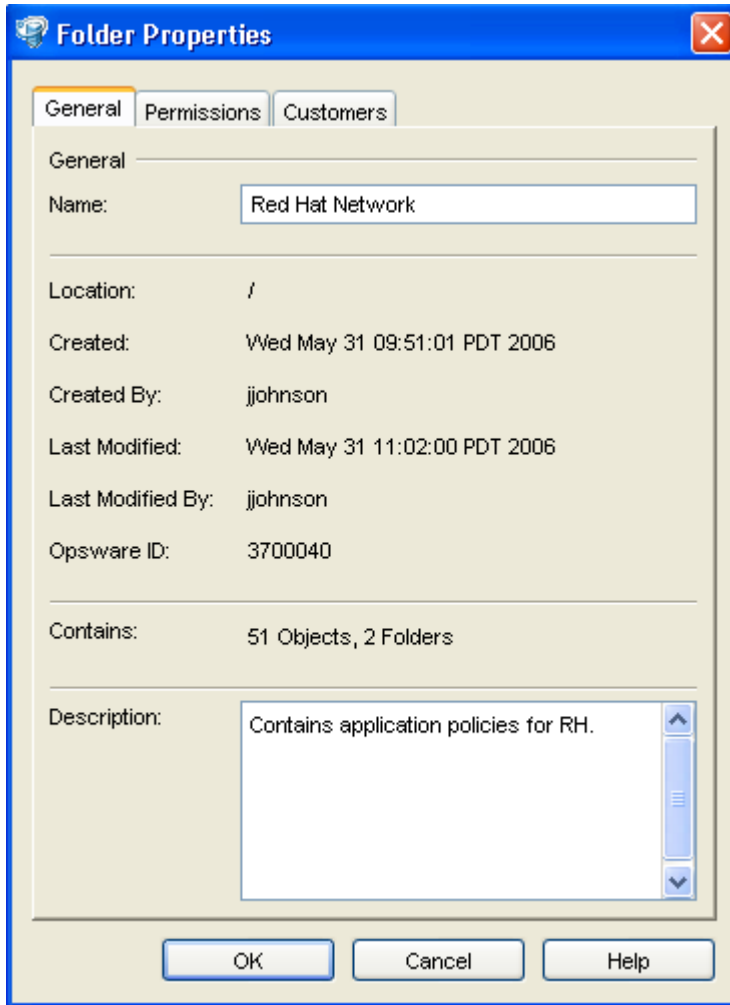 Folder Properties
General Permissions Customers
General
Name: Red Hat Network
Location: /
Created: Wed May 31 09:51:01 PDT 2006
Created By: jjohnson
Last Modified: Wed May 31 11:02:00 PDT 2006
Last Modified By: jjohnson
Opsware ID: 3700040
Contains: 51 Objects, 2 Folders
Description: Contains application policies for RH.
OK Cancel Help